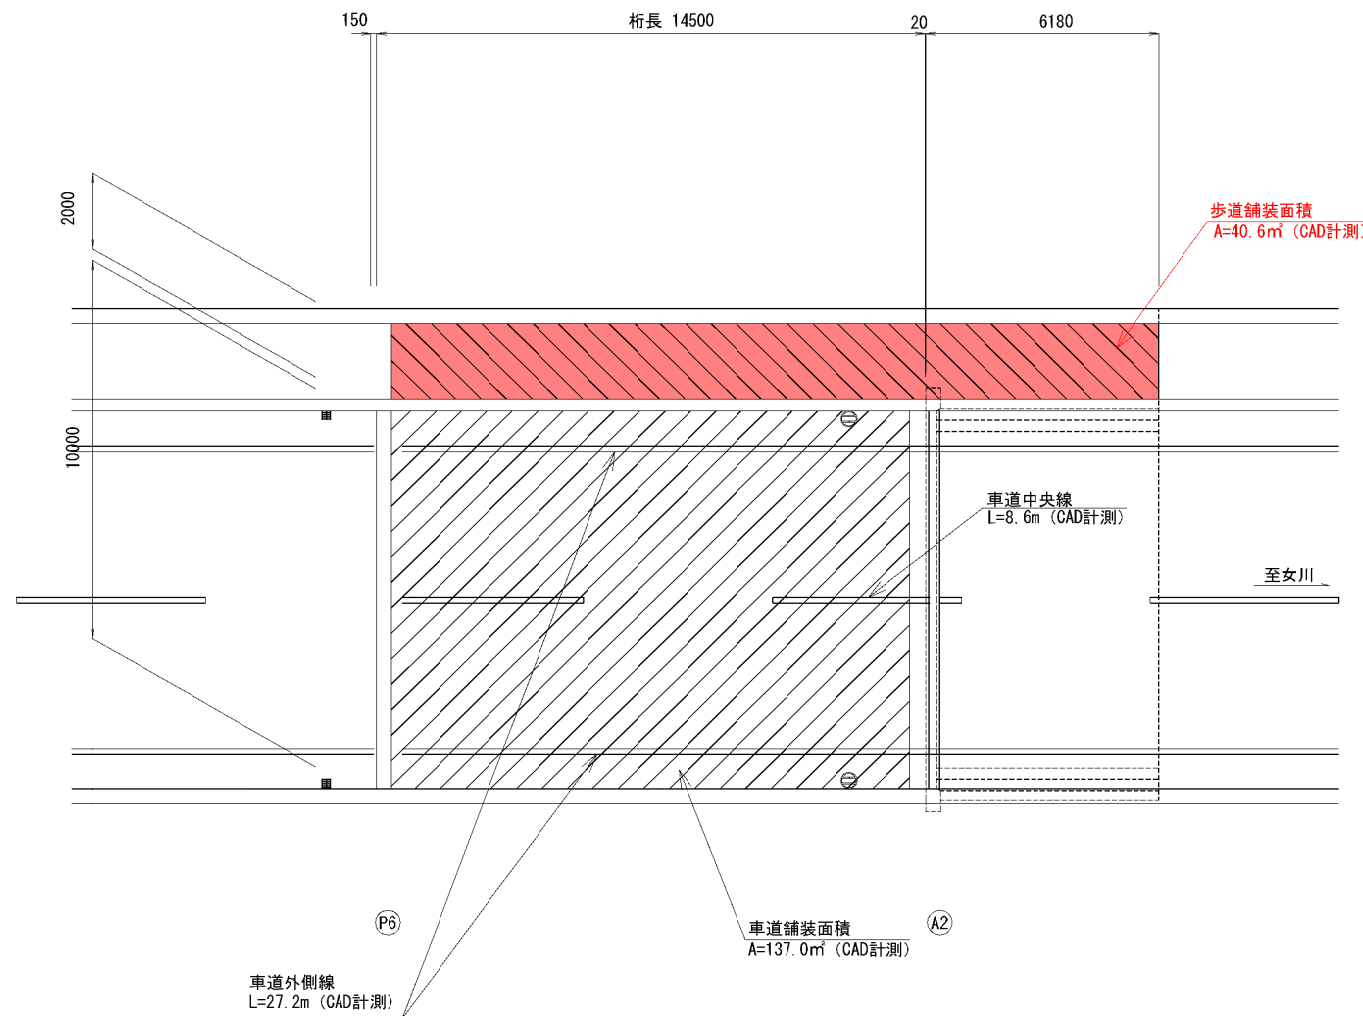 150
桁長 14500
20
6180
2000
歩道舗装面積
A=40.6㎡ (CAD計測)
10000
車道中央線
L=8.6m (CAD計測)
至女川
P6
A2
車道舗装面積
A=137.0㎡ (CAD計測)
車道外側線
L=27.2m (CAD計測)